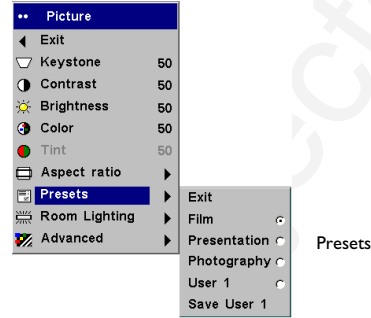 Picture
Exit
Keystone 50
Contrast 50
Brightness 50
Color 50
Tint 50
Aspect ratio
Presets
Room Lighting
Advanced
Exit
Film
Presentation
Photography
User 1
Save User 1
Presets